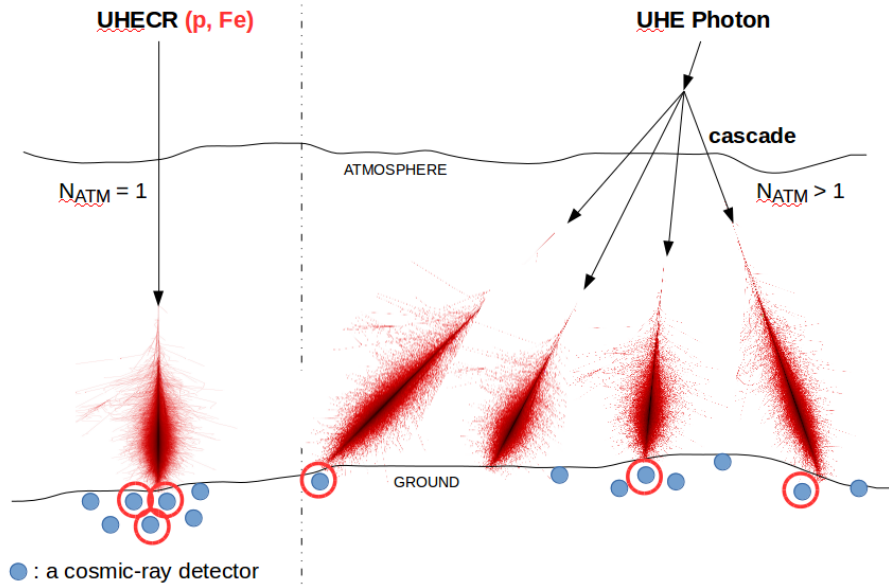 UHECR (p, Fe)
UHE Photon
cascade
ATMOSPHERE
NATM = 1
NATM > 1
GROUND
: a cosmic-ray detector